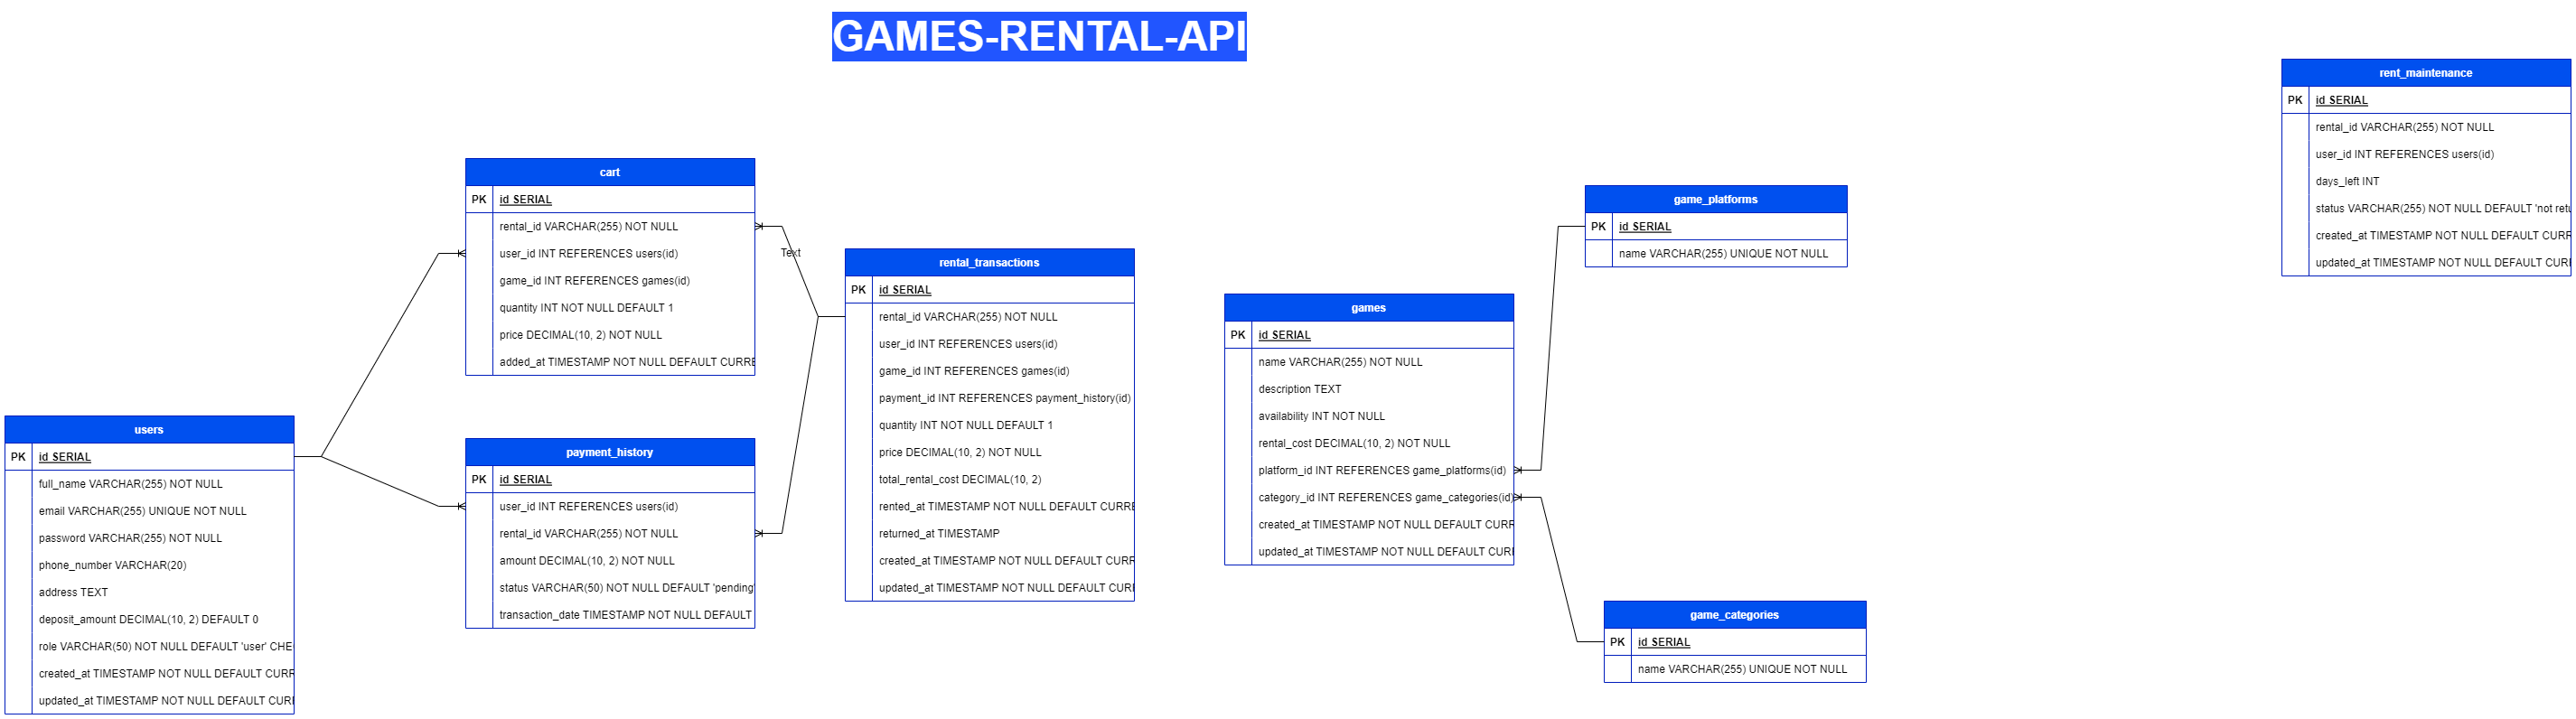 GAMES-RENTAL-API
users
PK id SERIAL
full_name VARCHAR(255) NOT NULL
email VARCHAR(255) UNIQUE NOT NULL
password VARCHAR(255) NOT NULL
phone_number VARCHAR(20)
address TEXT
deposit_amount DECIMAL(10, 2) DEFAULT 0
role VARCHAR(50) NOT NULL DEFAULT 'user' CHE
created_at TIMESTAMP NOT NULL DEFAULT CURR
updated_at TIMESTAMP NOT NULL DEFAULT CUR
cart
PK id SERIAL
rental_id VARCHAR(255) NOT NULL
user_id INT REFERENCES users(id)
game_id INT REFERENCES games(id)
quantity INT NOT NULL DEFAULT 1
price DECIMAL(10, 2) NOT NULL
added_at TIMESTAMP NOT NULL DEFAULT CURRE
payment_history
PK id SERIAL
user_id INT REFERENCES users(id)
rental_id VARCHAR(255) NOT NULL
amount DECIMAL(10, 2) NOT NULL
status VARCHAR(50) NOT NULL DEFAULT 'pending'
transaction_date TIMESTAMP NOT NULL DEFAULT
Text
rental_transactions
PK id SERIAL
rental_id VARCHAR(255) NOT NULL
user_id INT REFERENCES users(id)
game_id INT REFERENCES games(id)
payment_id INT REFERENCES payment_history(id)
quantity INT NOT NULL DEFAULT 1
price DECIMAL(10, 2) NOT NULL
total_rental_cost DECIMAL(10, 2)
rented_at TIMESTAMP NOT NULL DEFAULT CURRE
returned_at TIMESTAMP
created_at TIMESTAMP NOT NULL DEFAULT CURR
updated_at TIMESTAMP NOT NULL DEFAULT CUR
games
PK id SERIAL
name VARCHAR(255) NOT NULL
description TEXT
availability INT NOT NULL
rental_cost DECIMAL(10, 2) NOT NULL
platform_id INT REFERENCES game_platforms(id)
category_id INT REFERENCES game_categories(id)
created_at TIMESTAMP NOT NULL DEFAULT CURR
updated_at TIMESTAMP NOT NULL DEFAULT CUR
game_platforms
PK id SERIAL
name VARCHAR(255) UNIQUE NOT NULL
game_categories
PK id SERIAL
name VARCHAR(255) UNIQUE NOT NULL
rent_maintenance
PK id SERIAL
rental_id VARCHAR(255) NOT NULL
user_id INT REFERENCES users(id)
days_left INT
status VARCHAR(255) NOT NULL DEFAULT 'not retu
created_at TIMESTAMP NOT NULL DEFAULT CURR
updated_at TIMESTAMP NOT NULL DEFAULT CUR